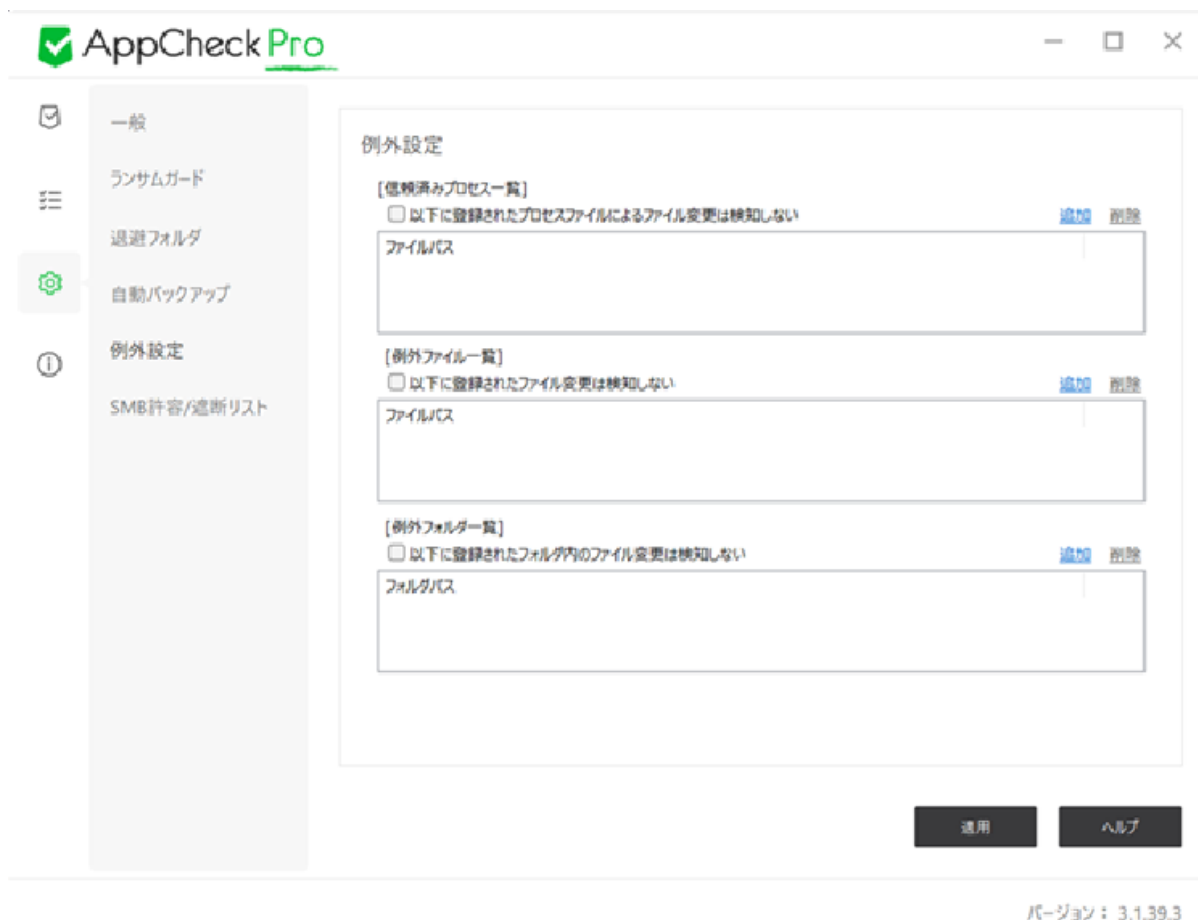 AppCheck Pro
一般
ランサムガード
退避フォルダ
自動バックアップ
例外設定
SMB許容/遮断リスト
例外設定
[信頼済みプロセス一覧]
以下に登録されたプロセスファイルによるファイル変更は検知しない 追加 削除
ファイルパス
[例外ファイル一覧]
以下に登録されたファイル変更は検知しない 追加 削除
ファイルパス
[例外フォルダ一覧]
以下に登録されたフォルダ内のファイル変更は検知しない 追加 削除
フォルダパス
適用 ヘルプ
バージョン : 3.1.39.3